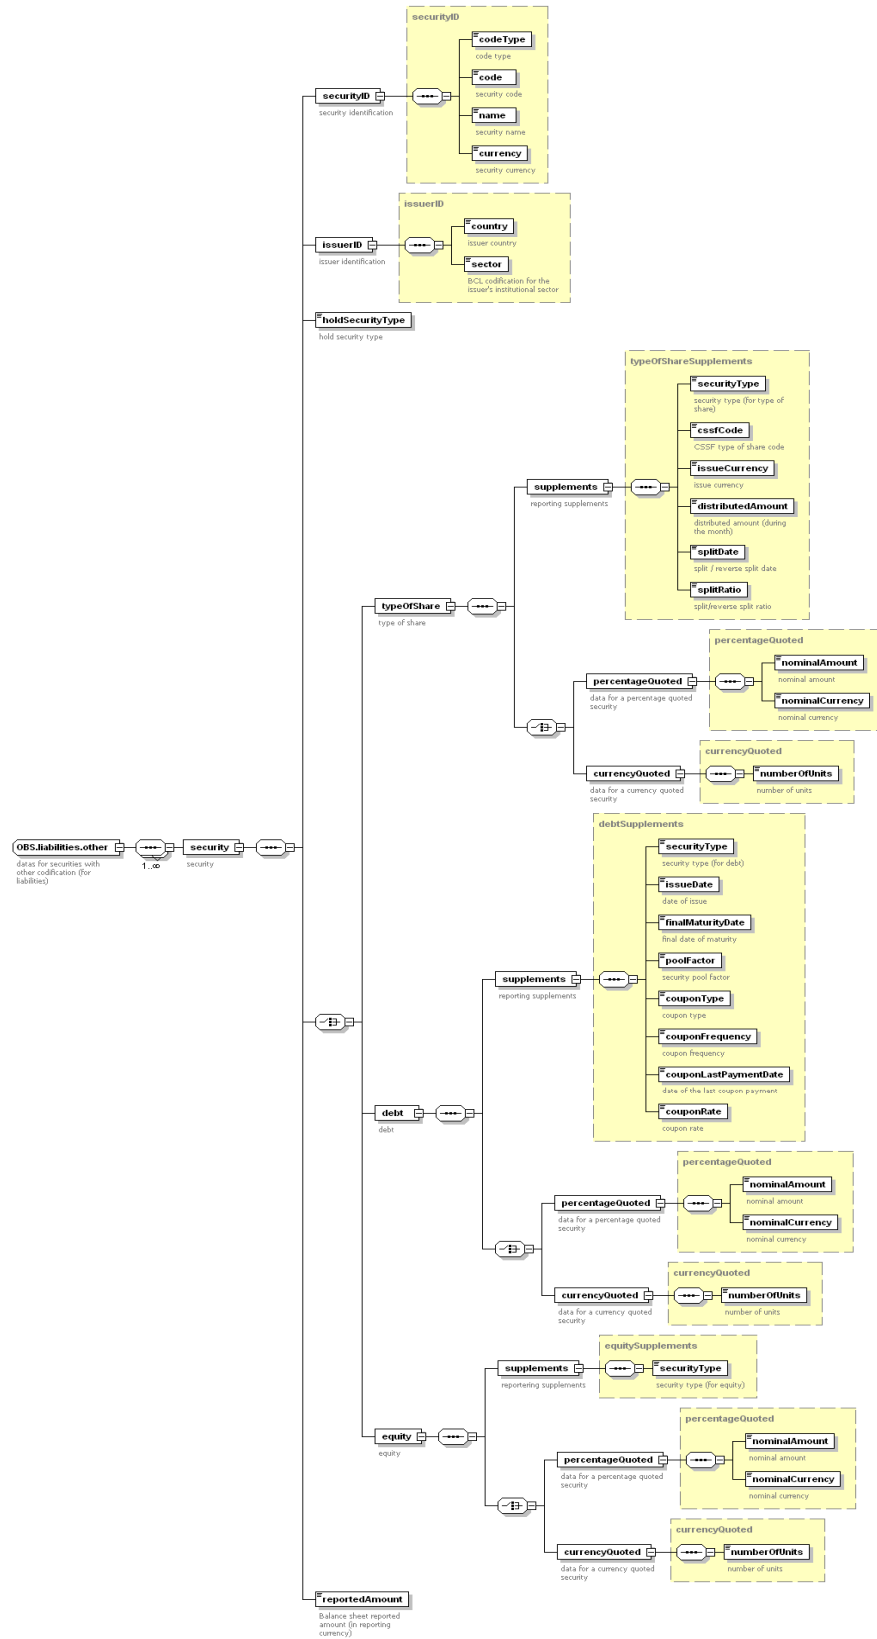 securityID
codeType
code type
code
security code
name
security name
currency
security currency
securityID
security identification
issuerID
country
issuer country
sector
BCL codification for the
issuer's institutional sector
issuerID
issuer identification
holdSecurityType
hold security type
typeOfShareSupplements
securityType
security type (for type of
share)
cssfCode
CSSF type of share code
issueCurrency
issue currency
distributedAmount
distributed amount (during
the month)
splitDate
split / reverse split date
splitRatio
split/reverse split ratio
supplements
reporting supplements
typeOfShare
type of share
percentageQuoted
nominalAmount
nominal amount
nominalCurrency
nominal currency
percentageQuoted
data for a percentage quoted
security
currencyQuoted
numberOfUnits
number of units
currencyQuoted
data for a currency quoted
security
OBS.liabilities.other
datas for securities with
other codification (for
liabilities)
1..∞
security
security
debtSupplements
securityType
security type (for debt)
issueDate
date of issue
finalMaturityDate
final date of maturity
poolFactor
security pool factor
couponType
coupon type
couponFrequency
coupon frequency
couponLastPaymentDate
date of the last coupon payment
couponRate
coupon rate
supplements
reporting supplements
debt
debt
percentageQuoted
nominalAmount
nominal amount
nominalCurrency
nominal currency
percentageQuoted
data for a percentage quoted
security
currencyQuoted
numberOfUnits
number of units
currencyQuoted
data for a currency quoted
security
equitySupplements
securityType
security type (for equity)
supplements
reportering supplements
equity
equity
percentageQuoted
nominalAmount
nominal amount
nominalCurrency
nominal currency
percentageQuoted
data for a percentage quoted
security
currencyQuoted
numberOfUnits
number of units
currencyQuoted
data for a currency quoted
security
reportedAmount
Balance sheet reported
amount (in reporting
currency)